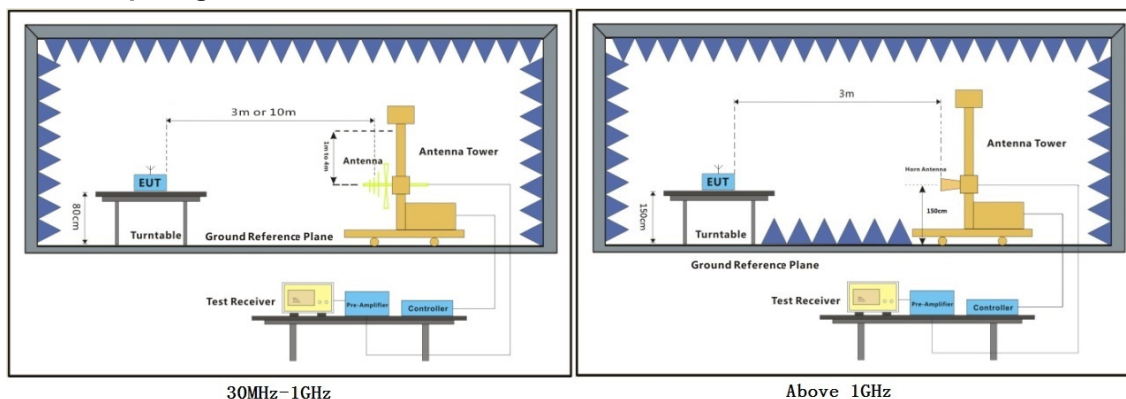 3m or 10m
1m to 4m
Antenna
Antenna Tower
EUT
80cm
Turntable
Ground Reference Plane
Test Receiver
Pre-Amplifier
Controller
30MHz-1GHz
3m
Horn Antenna
Antenna Tower
EUT
150cm
150cm
Turntable
Ground Reference Plane
Test Receiver
Pre-Amplifier
Controller
Above 1GHz